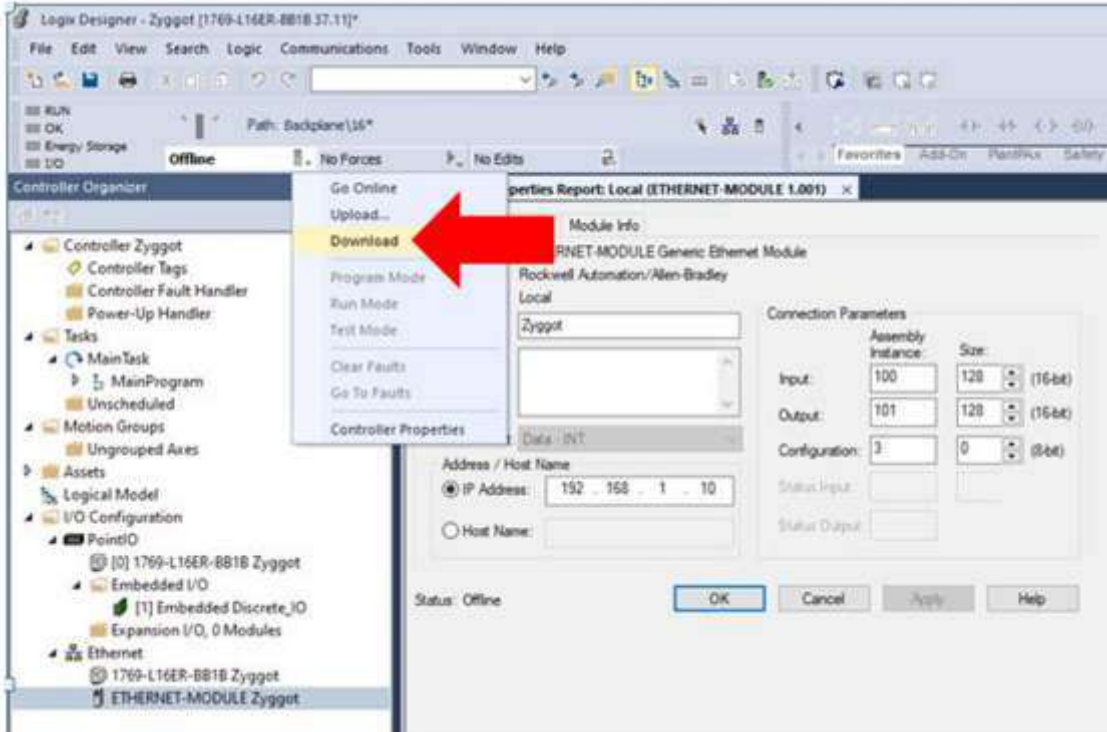 Logix Designer - Zyggot [1769-L16ER-BB1B 37.11]*
File Edit View Search Logic Communications Tools Window Help
RUN
OK
Energy Storage
I/O
Path: Backplane\16*
Offline
No Forces
No Edits
Favorites Add-On PlantPAx Safety
Controller Organizer
Controller Zyggot
Controller Tags
Controller Fault Handler
Power-Up Handler
Tasks
MainTask
MainProgram
Unscheduled
Motion Groups
Ungrouped Axes
Assets
Logical Model
I/O Configuration
PointIO
[0] 1769-L16ER-BB1B Zyggot
Embedded I/O
[1] Embedded Discrete_IO
Expansion I/O, 0 Modules
Ethernet
1769-L16ER-BB1B Zyggot
ETHERNET-MODULE Zyggot
Go Online
Upload...
Download
Program Mode
Run Mode
Test Mode
Clear Faults
Go To Faults
Controller Properties
perties Report: Local (ETHERNET-MODULE 1.001)
Module Info
RNET-MODULE Generic Ethernet Module
Rockwell Automation/Allen-Bradley
Local
Zyggot
Data - INT
Address / Host Name
IP Address: 192 . 168 . 1 . 10
Host Name:
Connection Parameters
Assembly
Instance: Size:
Input: 100 128 (16-bit)
Output: 101 128 (16-bit)
Configuration: 3 0 (8-bit)
Status Input:
Status Output:
Status: Offline
OK Cancel Apply Help